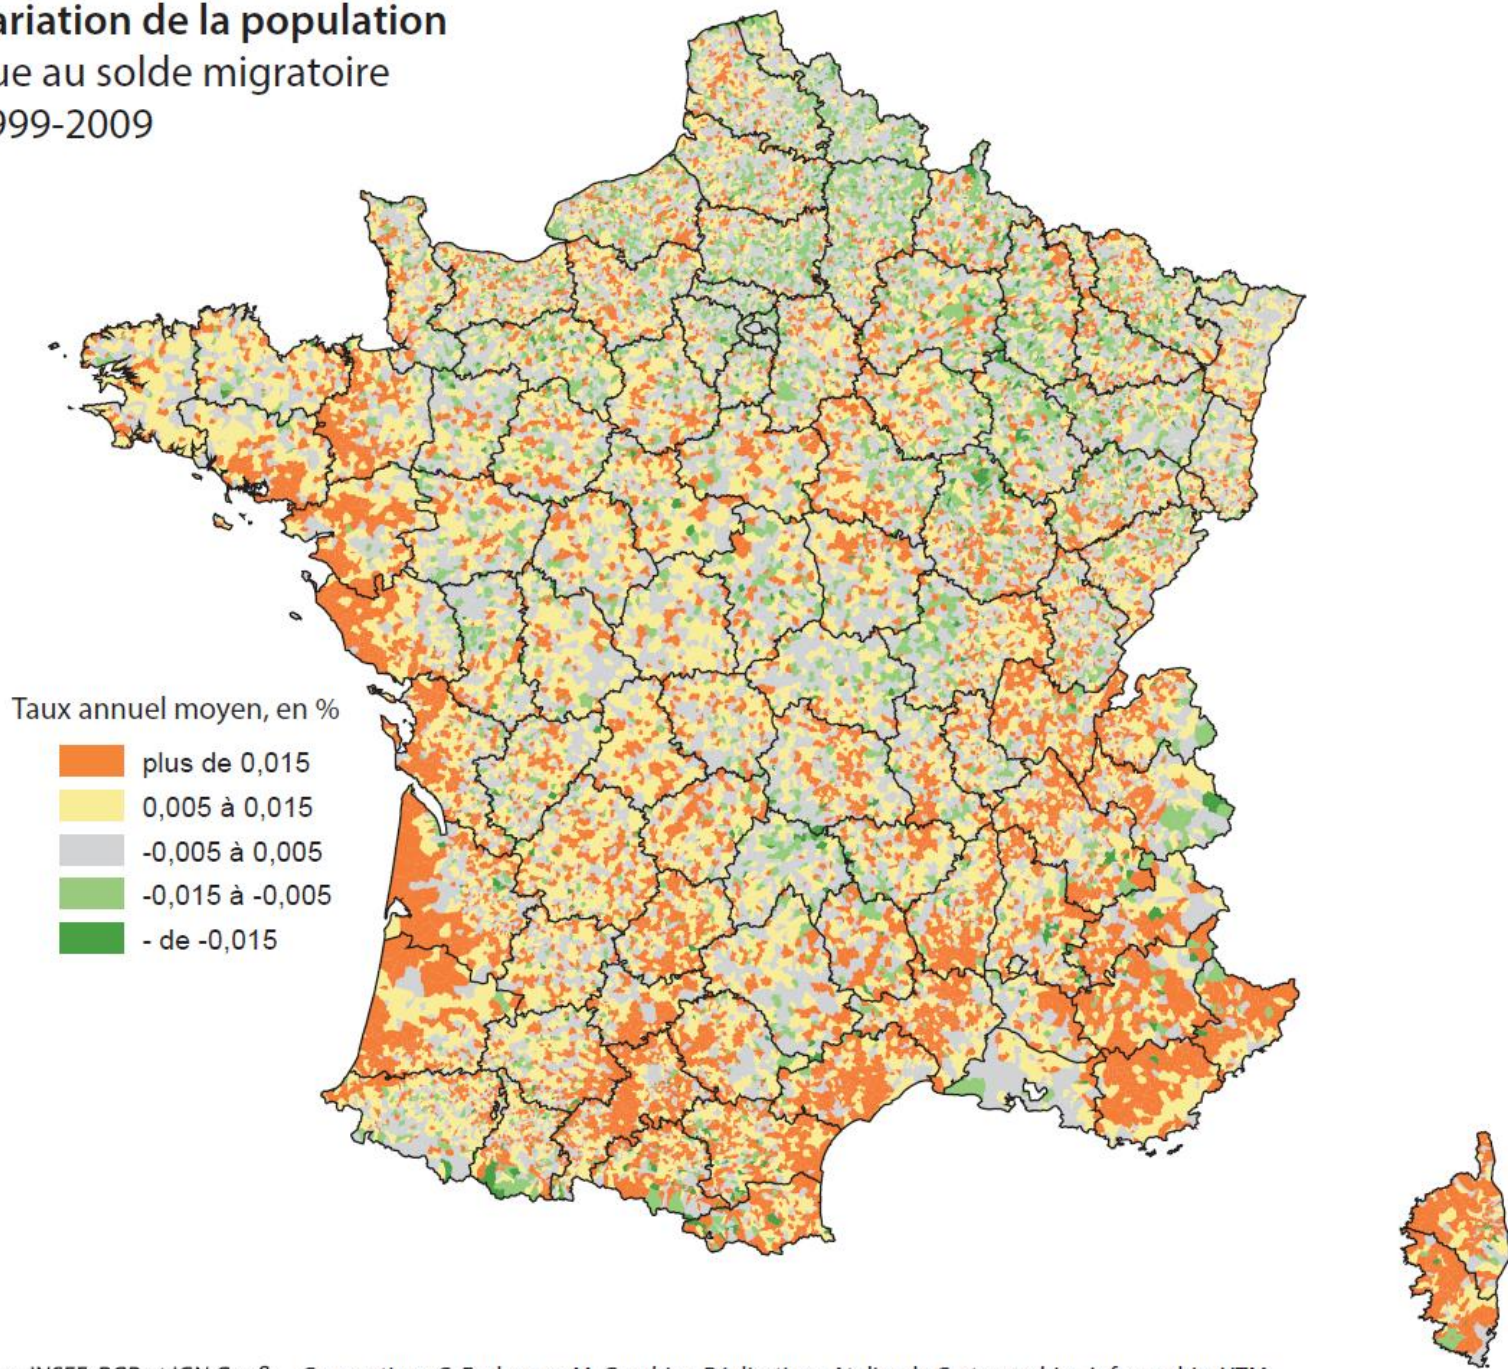 ariation de la population
ue au solde migratoire
999-2009
Taux annuel moyen, en %
plus de 0,015
0,005 à 0,015
-0,005 à 0,005
-0,015 à -0,005
- de -0,015